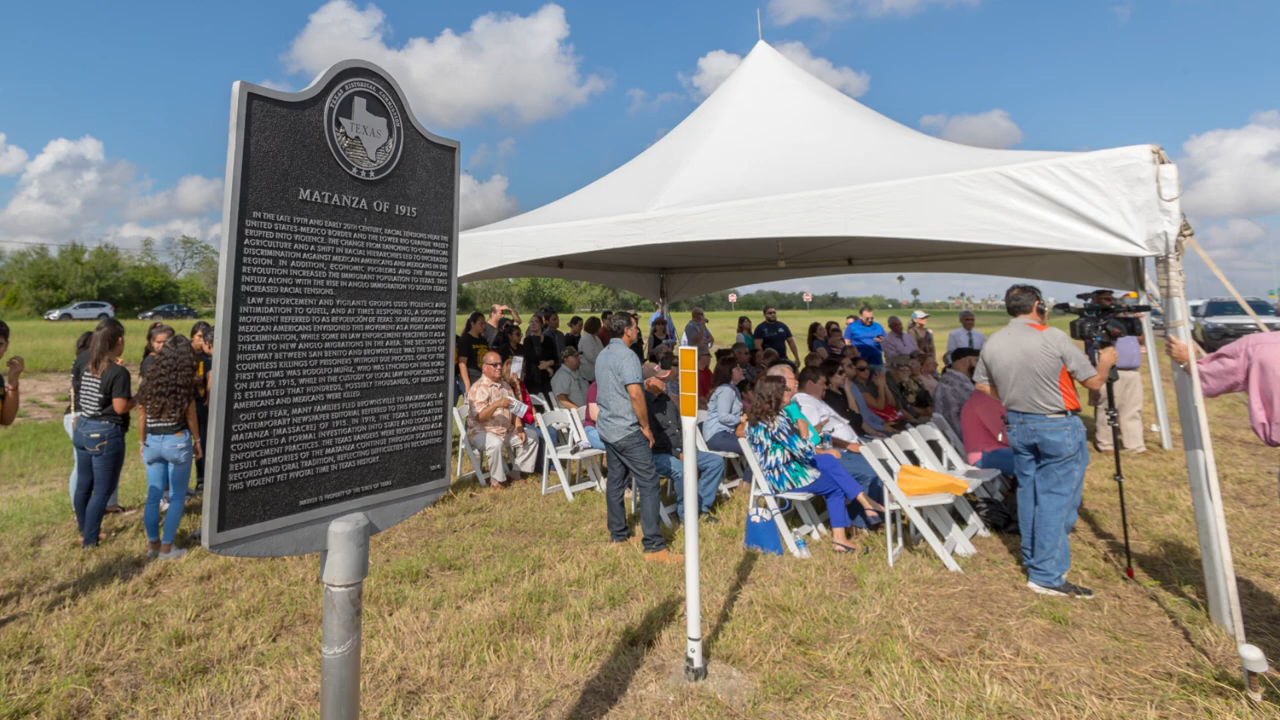 TEXAS HISTORICAL COMMISSION
TEXAS
MATANZA OF 1915
IN THE LATE 19TH AND EARLY 20TH CENTURY, RACIAL TENSIONS NEAR THE
UNITED STATES-MEXICO BORDER AND THE LOWER RIO GRANDE VALLEY
ERUPTED INTO VIOLENCE. THE CHANGE FROM RANCHING TO COMMERCIAL
AGRICULTURE AND A SHIFT IN RACIAL HIERARCHIES LED TO INCREASED
DISCRIMINATION AGAINST MEXICAN AMERICANS AND MEXICANS IN THE
REGION. IN ADDITION, ECONOMIC PROBLEMS AND THE MEXICAN
REVOLUTION INCREASED THE IMMIGRANT POPULATION TO TEXAS. THIS
INFLUX ALONG WITH THE RISE IN ANGLO IMMIGRATION TO SOUTH TEXAS
INCREASED RACIAL TENSIONS.
LAW ENFORCEMENT AND VIGILANTE GROUPS USED VIOLENCE AND
INTIMIDATION TO QUELL, AND AT TIMES RESPOND TO, A GROWING
MOVEMENT REFERRED TO AS REVOLUCIÓN DE TEXAS. SOME MEXICANS AND
MEXICAN AMERICANS ENVISIONED THIS MOVEMENT AS A FIGHT AGAINST
DISCRIMINATION, WHILE SOME IN LAW ENFORCEMENT PERCEIVED IT AS A
THREAT TO NEW ANGLO MIGRATIONS IN THE AREA. THE SECTION OF
HIGHWAY BETWEEN SAN BENITO AND BROWNSVILLE WAS THE SITE OF
COUNTLESS KILLINGS OF PRISONERS WITHOUT DUE PROCESS. ONE OF THE
FIRST VICTIMS WAS RODOLFO MUÑIZ, WHO WAS LYNCHED ON THIS ROAD
ON JULY 29, 1915, WHILE IN THE CUSTODY OF LOCAL LAW ENFORCEMENT. IT
IS ESTIMATED THAT HUNDREDS, POSSIBLY THOUSANDS, OF MEXICAN
AMERICANS AND MEXICANS WERE KILLED.
OUT OF FEAR, MANY FAMILIES FLED BROWNSVILLE TO MATAMOROS. A
CONTEMPORARY NEWSPAPER EDITORIAL REFERRED TO THIS PERIOD AS THE
MATANZA (MASSACRE) OF 1915. IN 1919, THE TEXAS LEGISLATURE
CONDUCTED A FORMAL INVESTIGATION INTO STATE AND LOCAL LAW
ENFORCEMENT PRACTICES. THE TEXAS RANGERS WERE REORGANIZED AS A
RESULT. MEMORIES OF THE MATANZA CONTINUE THROUGH SCATTERED
RECORDS AND ORAL TRADITION, REFLECTING DIFFICULTIES IN RECORDING
THIS VIOLENT YET PIVOTAL TIME IN TEXAS HISTORY.
MARKER IS PROPERTY OF THE STATE OF TEXAS